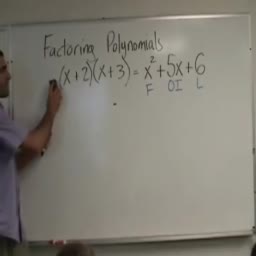 Factoring Polynomials
(x+2)(x+3) = x²+5x+6
F OI L